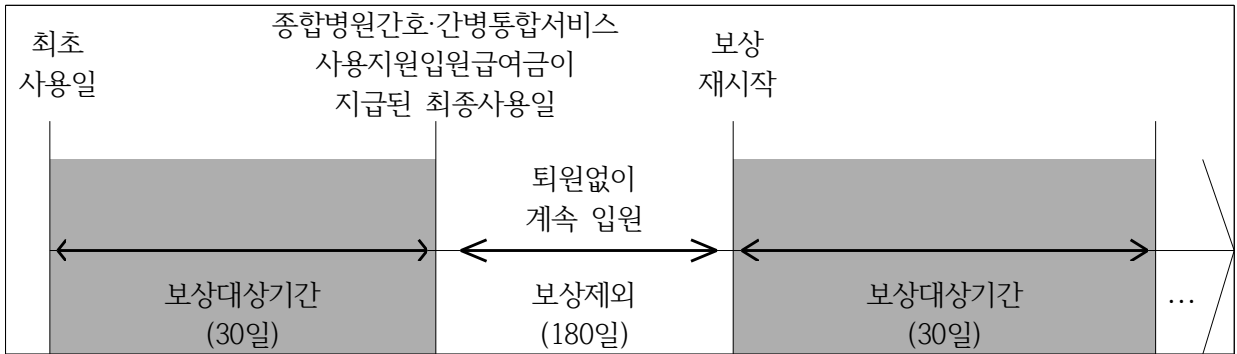 최초
사용일
종합병원간호·간병통합서비스
사용지원입원급여금이
지급된 최종사용일
보상
재시작
퇴원없이
계속 입원
보상대상기간
(30일)
보상제외
(180일)
보상대상기간
(30일)
…